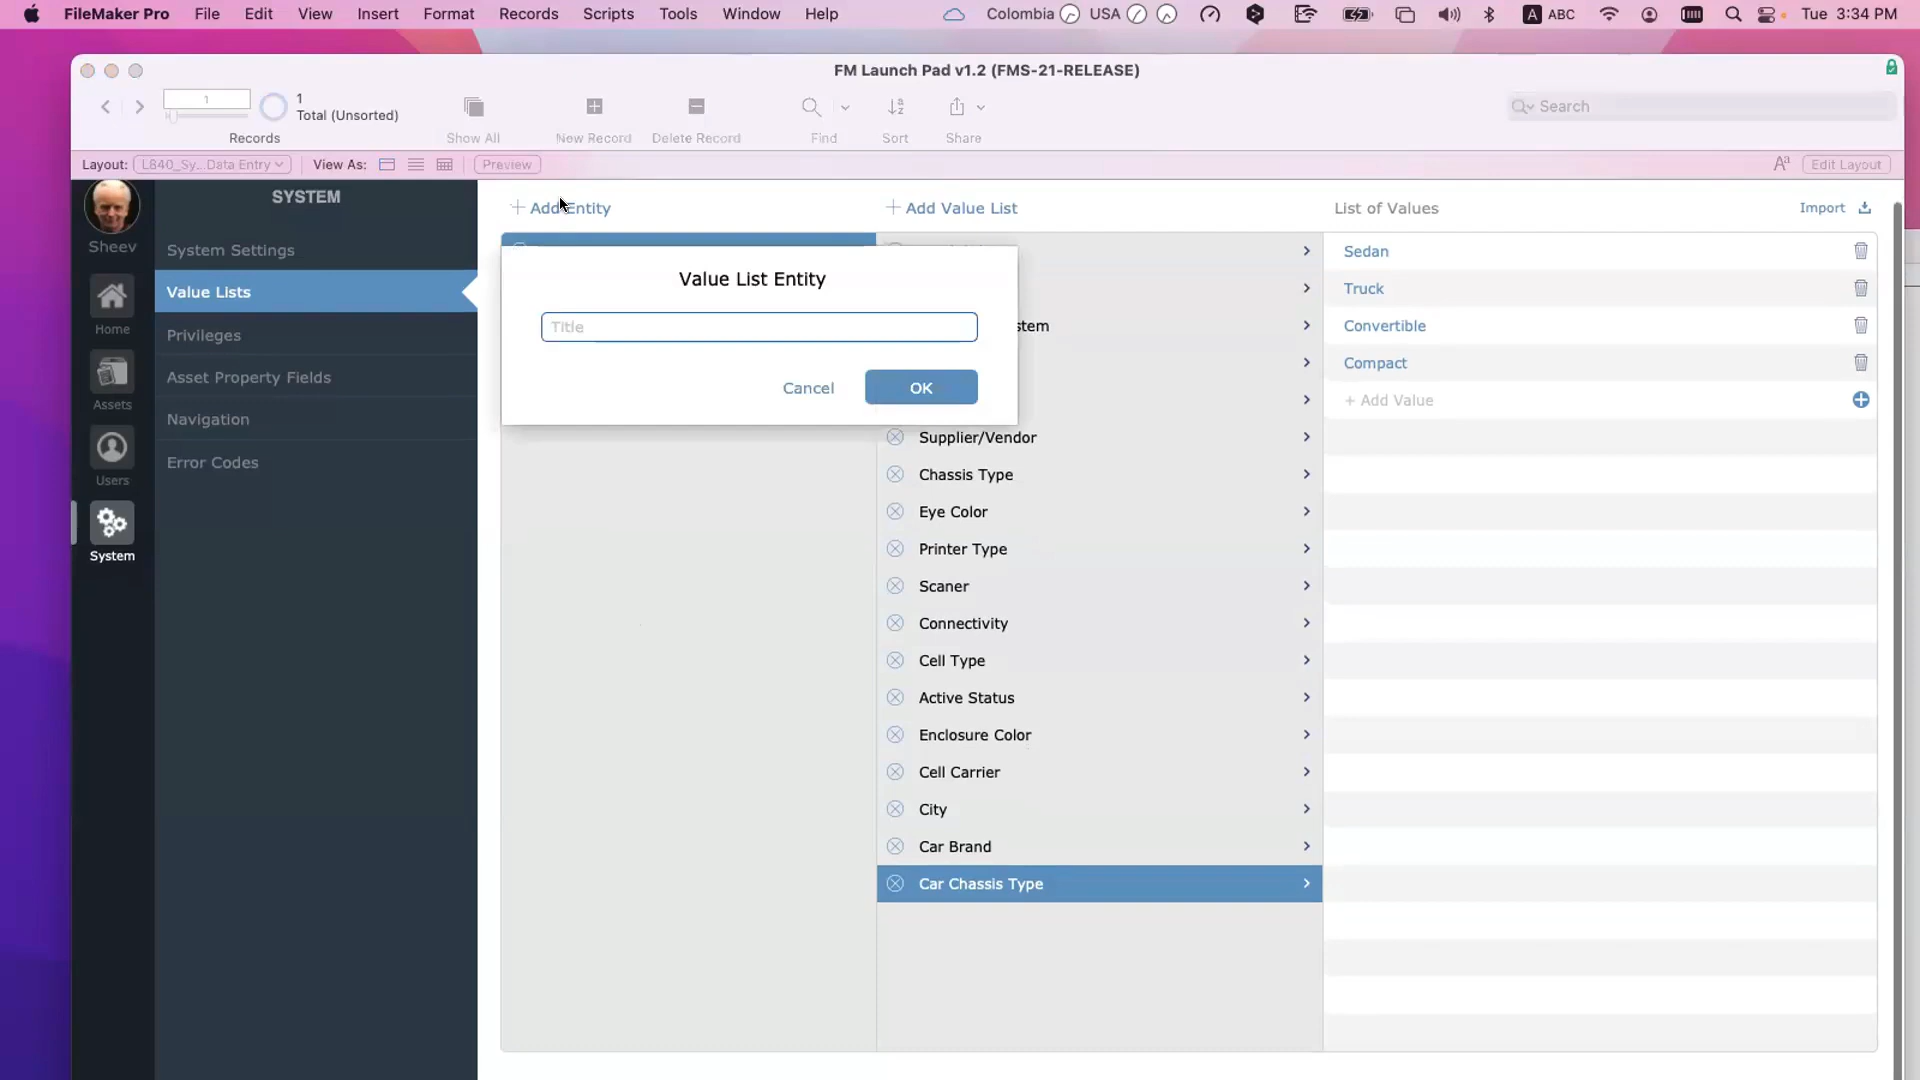 FileMaker Pro File Edit View Insert Format Records Scripts Tools Window Help Colombia USA A ABC Tue 3:34 PM
FM Launch Pad v1.2 (FMS-21-RELEASE)
1
1
Total (Unsorted)
Records
Show All
New Record
Delete Record
Find
Sort
Share
Search
Layout: L840_Sy...Data Entry View As: Preview Aa Edit Layout
Sheev
Home
Assets
Users
System
SYSTEM
System Settings
Value Lists
Privileges
Asset Property Fields
Navigation
Error Codes
Add Entity
Add Value List
List of Values
Import
Value List Entity
Title
Cancel
OK
stem
Supplier/Vendor
Chassis Type
Eye Color
Printer Type
Scaner
Connectivity
Cell Type
Active Status
Enclosure Color
Cell Carrier
City
Car Brand
Car Chassis Type
Sedan
Truck
Convertible
Compact
+ Add Value